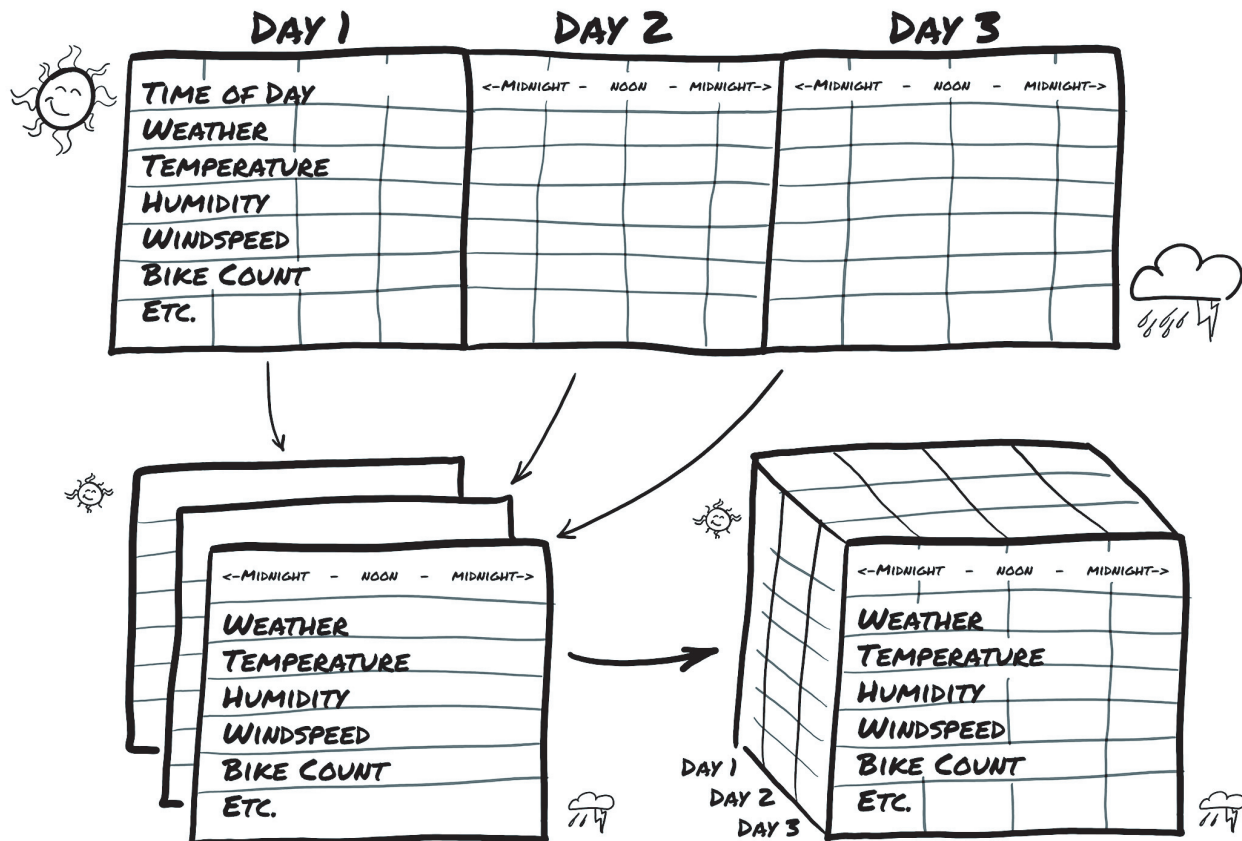 DAY 1
DAY 2
DAY 3
TIME OF DAY
<-MIDNIGHT - NOON - MIDNIGHT->
<-MIDNIGHT - NOON - MIDNIGHT->
WEATHER
TEMPERATURE
HUMIDITY
WINDSPEED
BIKE COUNT
ETC.
<-MIDNIGHT - NOON - MIDNIGHT->
WEATHER
TEMPERATURE
HUMIDITY
WINDSPEED
BIKE COUNT
ETC.
<-MIDNIGHT - NOON - MIDNIGHT->
WEATHER
TEMPERATURE
HUMIDITY
WINDSPEED
BIKE COUNT
ETC.
DAY 1
DAY 2
DAY 3